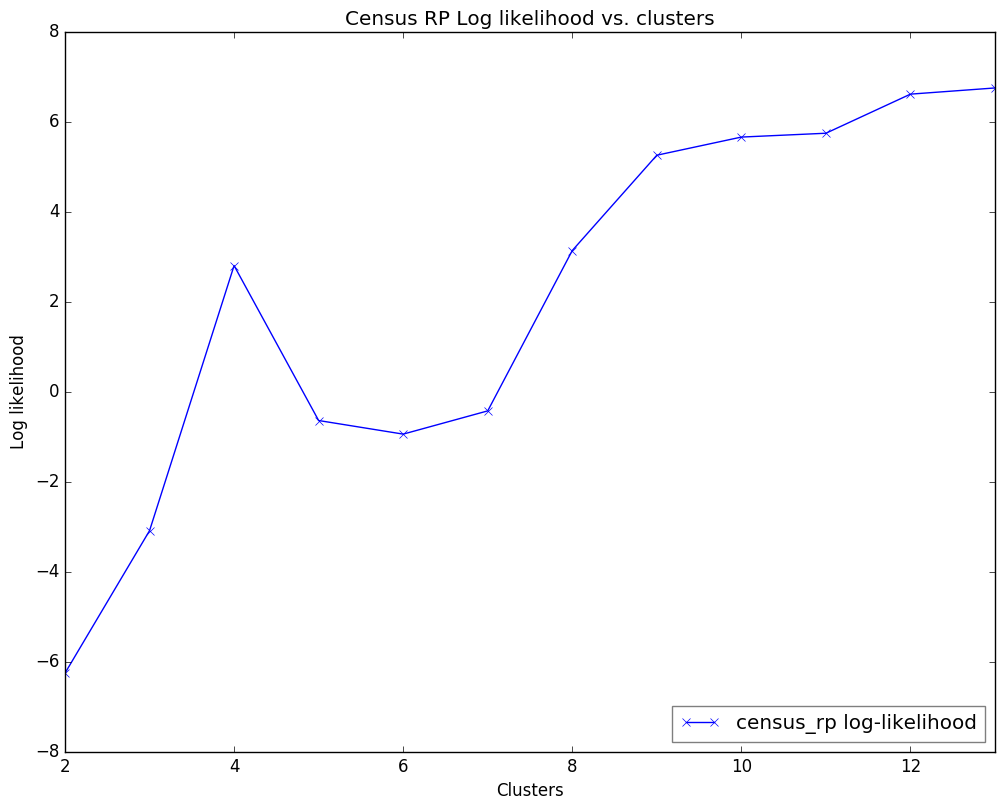 Census RP Log likelihood vs. clusters
8
6
4
2
0
−2
−4
−6
−8
Log likelihood
2 4 6 8 10 12
Clusters
census_rp log-likelihood